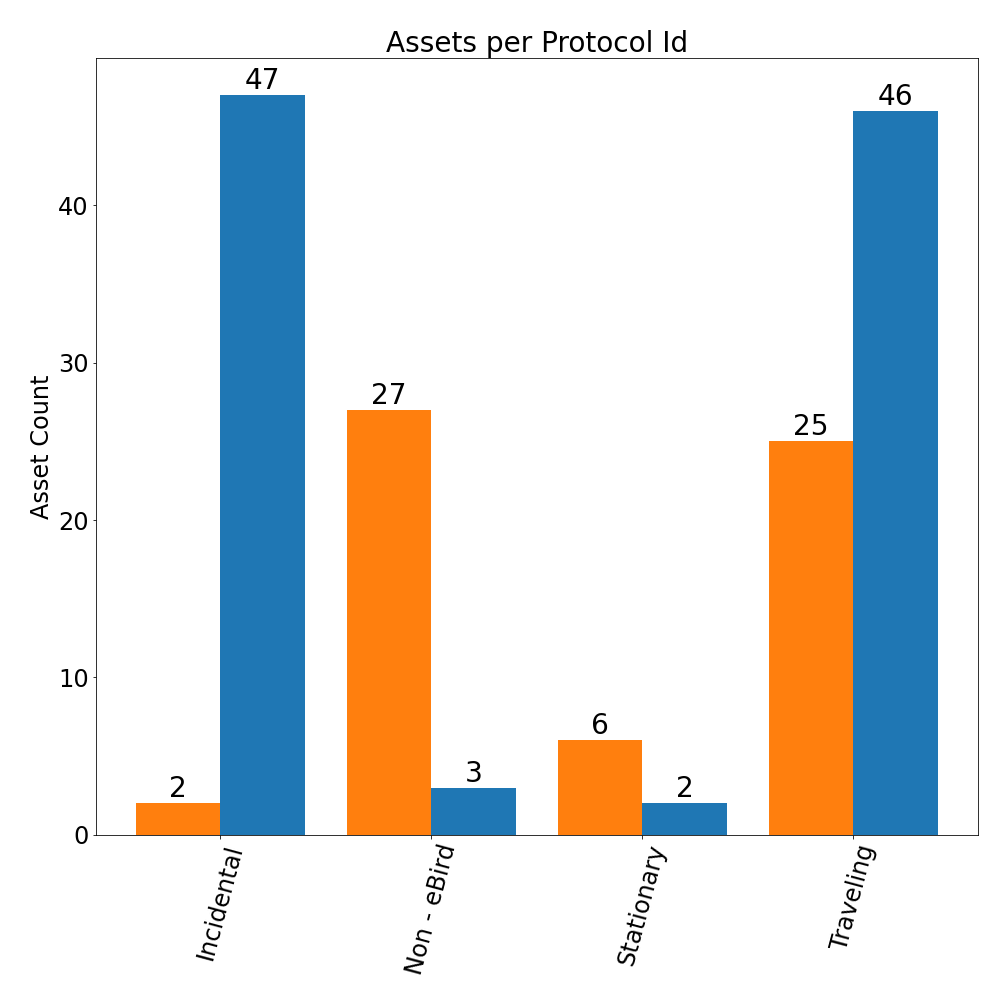 Assets per Protocol Id
47
46
40
30
27
25
Asset Count
20
10
6
3
2
2
0
Incidental
Non - eBird
Stationary
Traveling